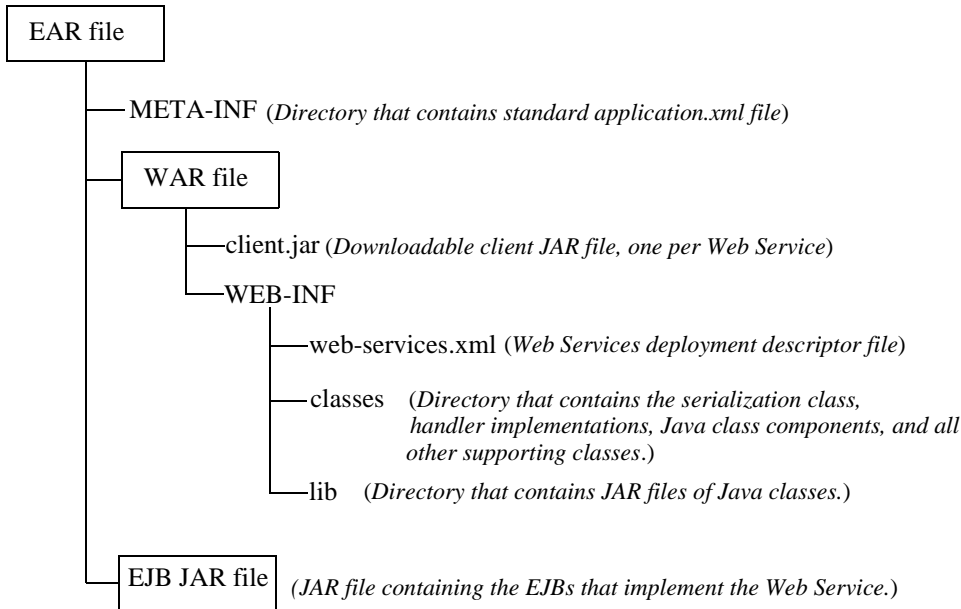 EAR file
META-INF (Directory that contains standard application.xml file)
WAR file
client.jar (Downloadable client JAR file, one per Web Service)
WEB-INF
web-services.xml (Web Services deployment descriptor file)
classes (Directory that contains the serialization class,
handler implementations, Java class components, and all
other supporting classes.)
lib (Directory that contains JAR files of Java classes.)
EJB JAR file (JAR file containing the EJBs that implement the Web Service.)